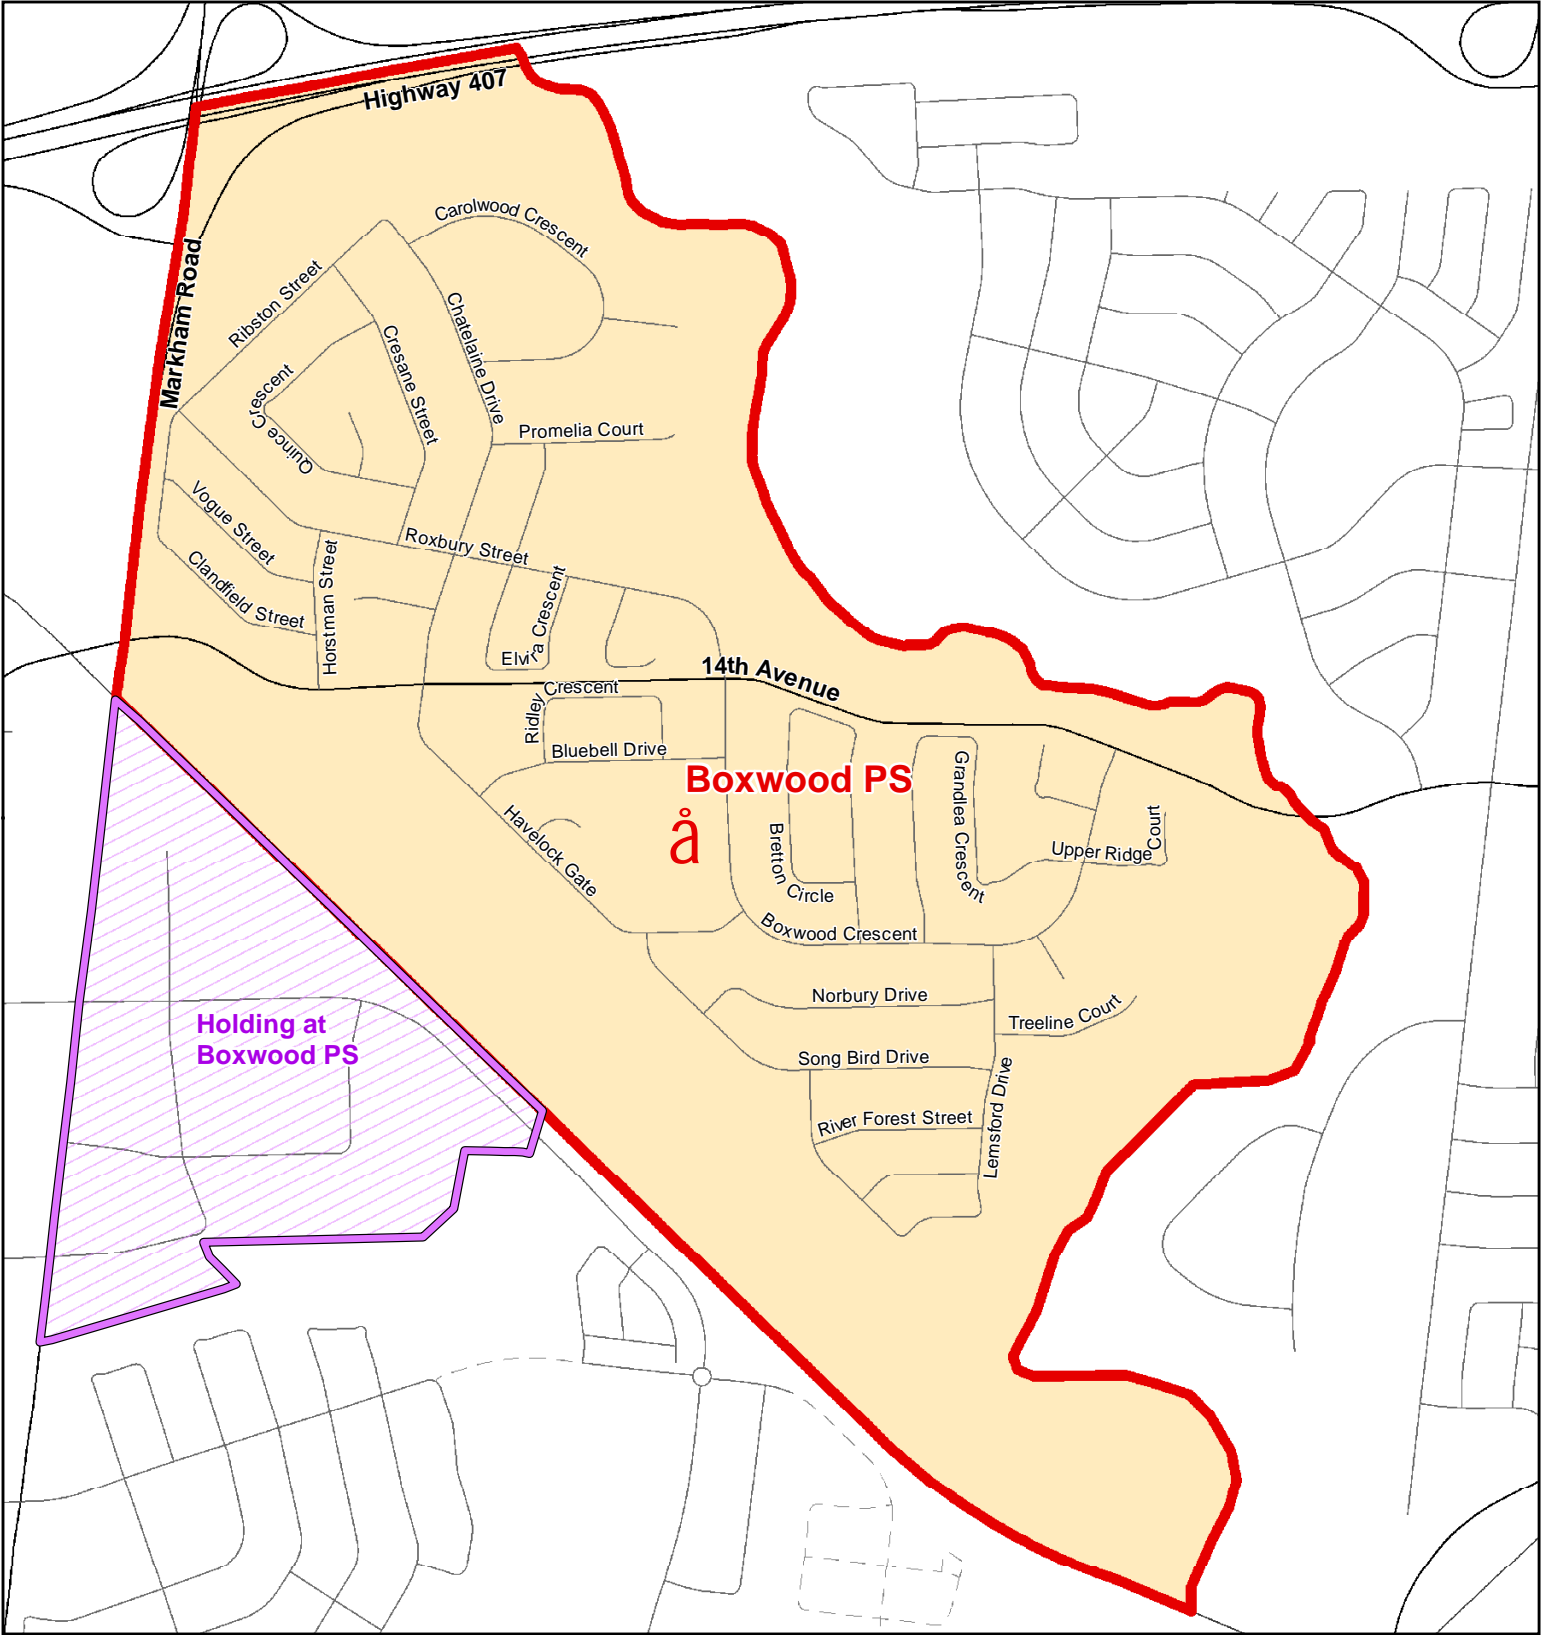 Highway 407
Carolwood Crescent
Markham Road
Ribston Street
Chatelaine Drive
Cresane Street
Quince Crescent
Promelia Court
Vogue Street
Roxbury Street
Clandfield Street
Horstman Street
Elvira Crescent
14th Avenue
Ridley Crescent
Bluebell Drive
Boxwood PS
å
Grandlea Crescent
Havelock Gate
Bretton Circle
Upper Ridge Court
Boxwood Crescent
Norbury Drive
Treeline Court
Holding at
Boxwood PS
Song Bird Drive
Lemsford Drive
River Forest Street